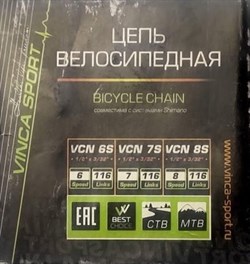 VINCA SPORT
ЦЕПЬ
ВЕЛОСИПЕДНАЯ
BICYCLE CHAIN
совместима с системами Shimano
VCN 6S VCN 7S VCN 8S
1/2" x 3/32" 1/2" x 3/32" 1/2" x 3/32"
6 116 7 116 8 116
Speed Links Speed Links Speed Links
EAC BEST CHOICE CTB MTB
www.vinca-sport.ru